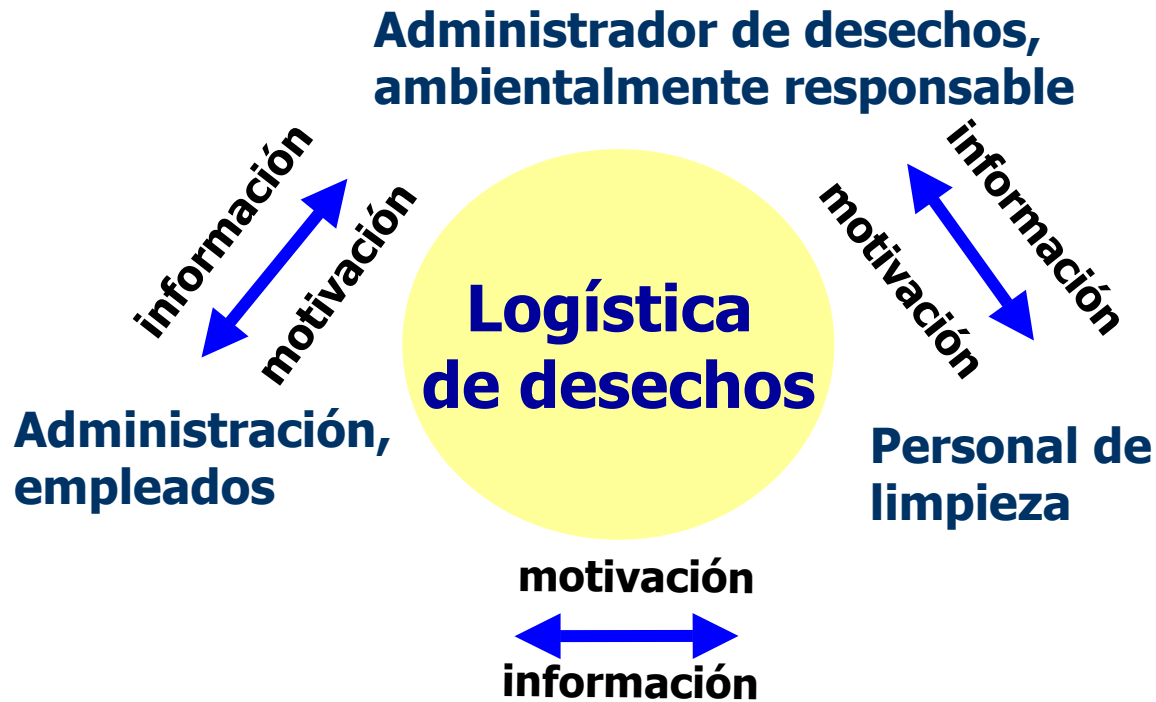 Administrador de desechos,
ambientalmente responsable
información
motivación
información
motivación
Logística
de desechos
Administración,
empleados
Personal de
limpieza
motivación
información